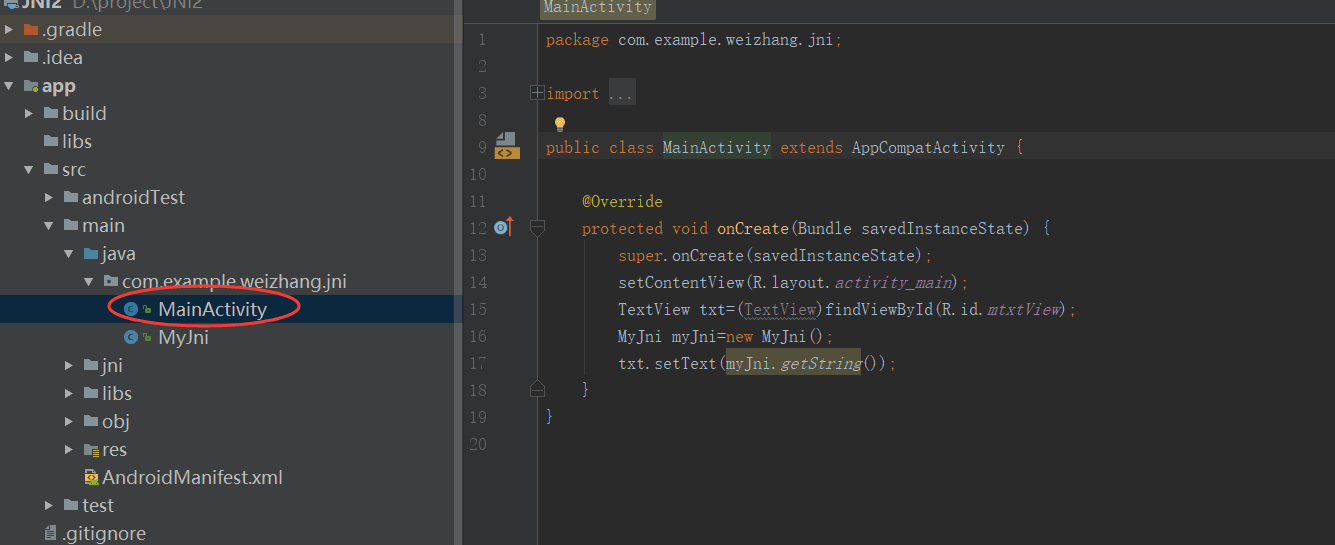 JNI2 D:\project\JNI2
.gradle
.idea
app
build
libs
src
androidTest
main
java
com.example.weizhang.jni
MainActivity
MyJni
jni
libs
obj
res
AndroidManifest.xml
test
.gitignore
MainActivity
1 package com.example.weizhang.jni;
2
3 import ...
8
9 public class MainActivity extends AppCompatActivity {
10
11 @Override
12 protected void onCreate(Bundle savedInstanceState) {
13 super.onCreate(savedInstanceState);
14 setContentView(R.layout.activity_main);
15 TextView txt=(TextView)findViewById(R.id.mtxtView);
16 MyJni myJni=new MyJni();
17 txt.setText(myJni.getString());
18 }
19 }
20